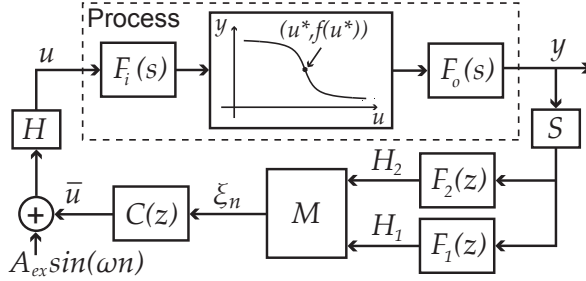 Process
u
F_i(s)
y
(u*,f(u*))
u
F_o(s)
y
H
S
ū
C(z)
ξ_n
M
H_2
F_2(z)
H_1
F_1(z)
+
A_ex sin(ωn)